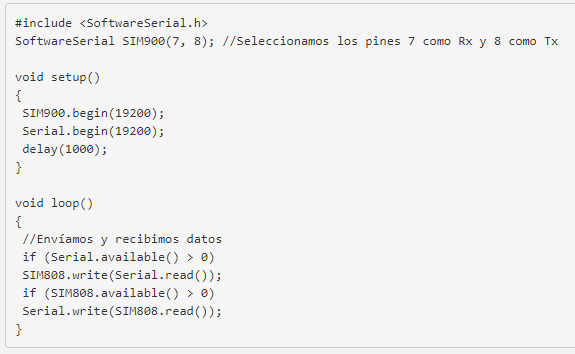 #include <SoftwareSerial.h>
SoftwareSerial SIM900(7, 8); //Seleccionamos los pines 7 como Rx y 8 como Tx

void setup()
{
 SIM900.begin(19200);
 Serial.begin(19200);
 delay(1000);
}

void loop()
{
 //Envíamos y recibimos datos
 if (Serial.available() > 0)
 SIM808.write(Serial.read());
 if (SIM808.available() > 0)
 Serial.write(SIM808.read());
}